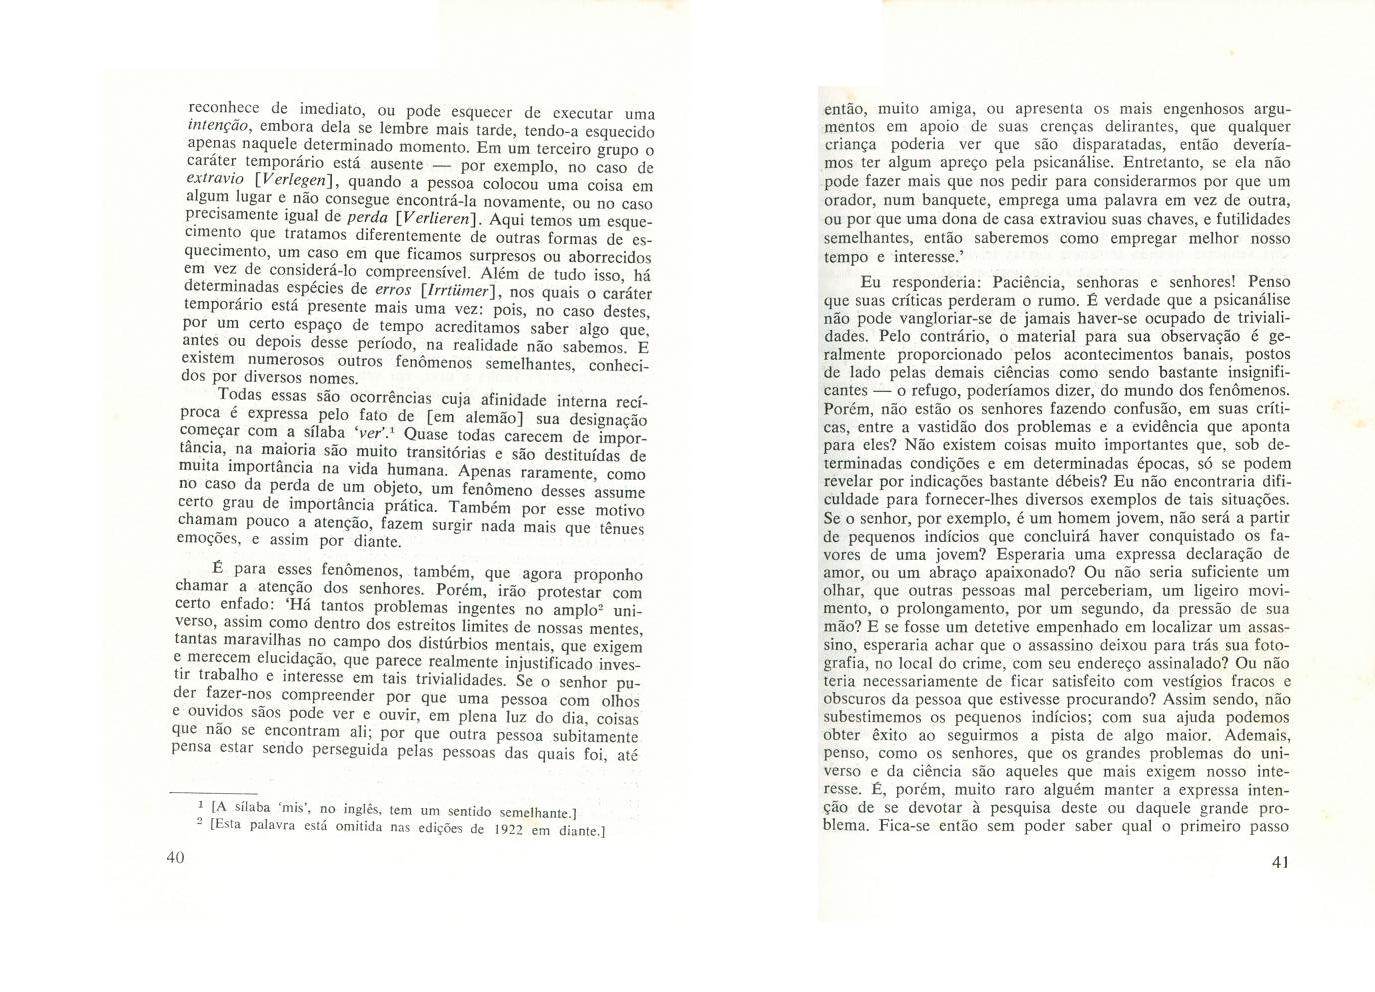 reconhece de imediato, ou pode esquecer de executar uma
intenção, embora dela se lembre mais tarde, tendo-a esquecido
apenas naquele determinado momento. Em um terceiro grupo o
caráter temporário está ausente — por exemplo, no caso de
extravio [Verlegen], quando a pessoa colocou uma coisa em
algum lugar e não consegue encontrá-la novamente, ou no caso
precisamente igual de perda [Verlieren]. Aqui temos um esque-
cimento que tratamos diferentemente de outras formas de es-
quecimento, um caso em que ficamos surpresos ou aborrecidos
em vez de considerá-lo compreensível. Além de tudo isso, há
determinadas espécies de erros [Irrtümer], nos quais o caráter
temporário está presente mais uma vez: pois, no caso destes,
por um certo espaço de tempo acreditamos saber algo que,
antes ou depois desse período, na realidade não sabemos. E
existem numerosos outros fenômenos semelhantes, conheci-
dos por diversos nomes.
Todas essas são ocorrências cuja afinidade interna recí-
proca é expressa pelo fato de [em alemão] sua designação
começar com a sílaba ‘ver’.¹ Quase todas carecem de impor-
tância, na maioria são muito transitórias e são destituídas de
muita importância na vida humana. Apenas raramente, como
no caso da perda de um objeto, um fenômeno desses assume
certo grau de importância prática. Também por esse motivo
chamam pouco a atenção, fazem surgir nada mais que tênues
emoções, e assim por diante.
É para esses fenômenos, também, que agora proponho
chamar a atenção dos senhores. Porém, irão protestar com
certo enfado: ‘Há tantos problemas ingentes no amplo² uni-
verso, assim como dentro dos estreitos limites de nossas mentes,
tantas maravilhas no campo dos distúrbios mentais, que exigem
e merecem elucidação, que parece realmente injustificado inves-
tir trabalho e interesse em tais trivialidades. Se o senhor pu-
der fazer-nos compreender por que uma pessoa com olhos
e ouvidos sãos pode ver e ouvir, em plena luz do dia, coisas
que não se encontram ali; por que outra pessoa subitamente
pensa estar sendo perseguida pelas pessoas das quais foi, até
¹ [A sílaba ‘mis’, no inglês, tem um sentido semelhante.]
² [Esta palavra está omitida nas edições de 1922 em diante.]
40
então, muito amiga, ou apresenta os mais engenhosos argu-
mentos em apoio de suas crenças delirantes, que qualquer
criança poderia ver que são disparatadas, então devería-
mos ter algum apreço pela psicanálise. Entretanto, se ela não
pode fazer mais que nos pedir para considerarmos por que um
orador, num banquete, emprega uma palavra em vez de outra,
ou por que uma dona de casa extraviou suas chaves, e futilidades
semelhantes, então saberemos como empregar melhor nosso
tempo e interesse.’
Eu responderia: Paciência, senhoras e senhores! Penso
que suas críticas perderam o rumo. É verdade que a psicanálise
não pode vangloriar-se de jamais haver-se ocupado de triviali-
dades. Pelo contrário, o material para sua observação é ge-
ralmente proporcionado pelos acontecimentos banais, postos
de lado pelas demais ciências como sendo bastante insignifi-
cantes — o refugo, poderíamos dizer, do mundo dos fenômenos.
Porém, não estão os senhores fazendo confusão, em suas críti-
cas, entre a vastidão dos problemas e a evidência que aponta
para eles? Não existem coisas muito importantes que, sob de-
terminadas condições e em determinadas épocas, só se podem
revelar por indicações bastante débeis? Eu não encontraria difi-
culdade para fornecer-lhes diversos exemplos de tais situações.
Se o senhor, por exemplo, é um homem jovem, não será a partir
de pequenos indícios que concluirá haver conquistado os fa-
vores de uma jovem? Esperaria uma expressa declaração de
amor, ou um abraço apaixonado? Ou não seria suficiente um
olhar, que outras pessoas mal perceberiam, um ligeiro movi-
mento, o prolongamento, por um segundo, da pressão de sua
mão? E se fosse um detetive empenhado em localizar um assas-
sino, esperaria achar que o assassino deixou para trás sua foto-
grafia, no local do crime, com seu endereço assinalado? Ou não
teria necessariamente de ficar satisfeito com vestígios fracos e
obscuros da pessoa que estivesse procurando? Assim sendo, não
subestimemos os pequenos indícios; com sua ajuda podemos
obter êxito ao seguirmos a pista de algo maior. Ademais,
penso, como os senhores, que os grandes problemas do uni-
verso e da ciência são aqueles que mais exigem nosso inte-
resse. É, porém, muito raro alguém manter a expressa inten-
ção de se devotar à pesquisa deste ou daquele grande pro-
blema. Fica-se então sem poder saber qual o primeiro passo
41